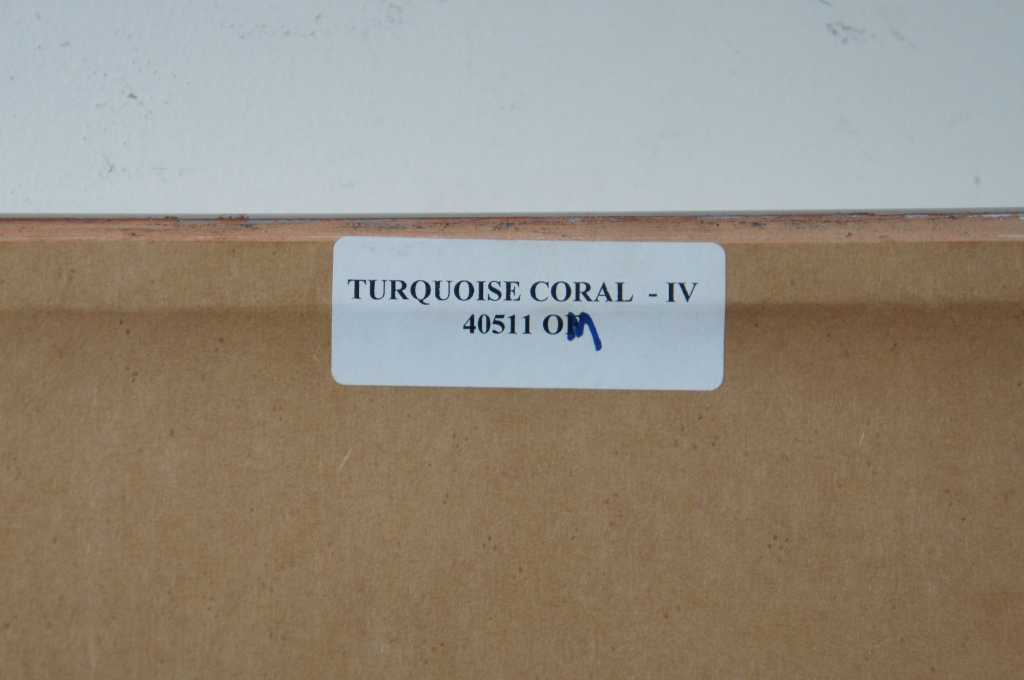 TURQUOISE CORAL - IV
40511 OM